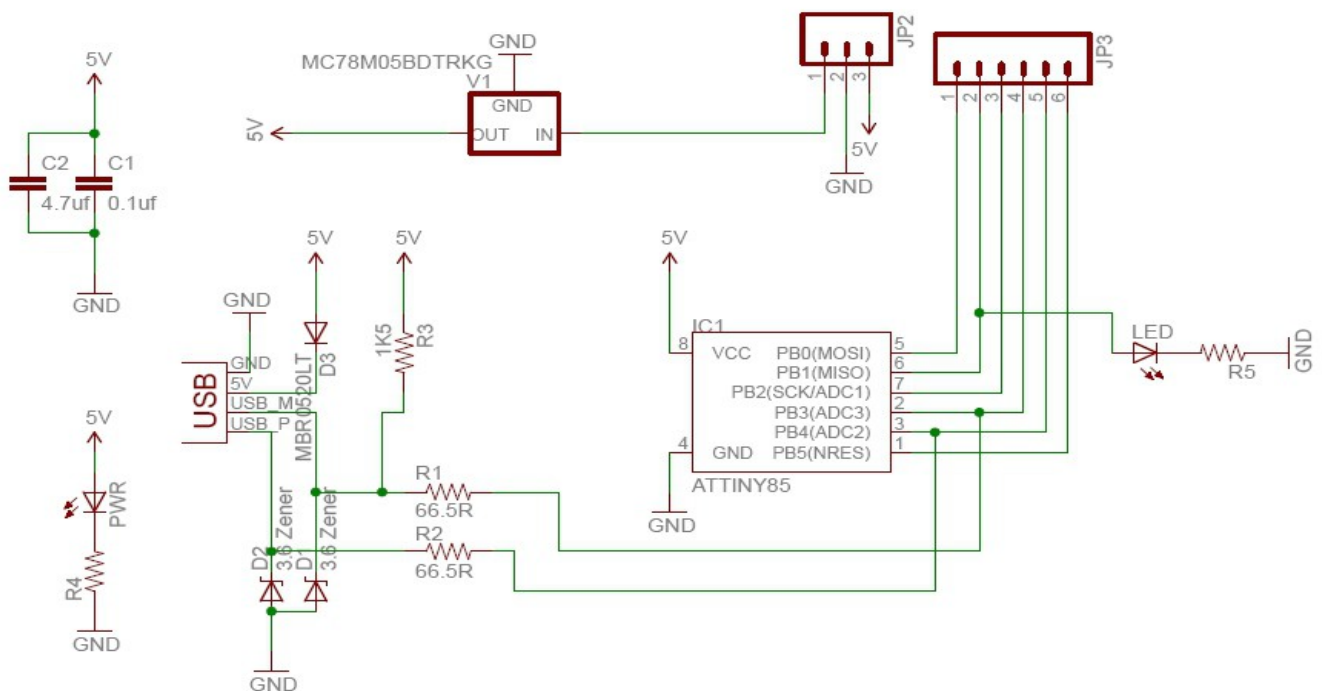 5V
C2
4.7uf
C1
0.1uf
GND
5V
PWR
R4
GND
GND
MC78M05BDTRKG
V1
GND
OUT
IN
5V
JP2
1
2
3
GND
5V
JP3
1
2
3
4
5
6
GND
USB
GND
5V
USB_M
USB_P
5V
D3
MBR0520LT
5V
1K5
R3
R1
66.5R
R2
66.5R
D2
3.6 Zener
D1
3.6 Zener
GND
5V
IC1
8 VCC PB0(MOSI) 5
PB1(MISO) 6
PB2(SCK/ADC1) 7
PB3(ADC3) 2
PB4(ADC2) 3
4 GND PB5(NRES) 1
ATTINY85
GND
LED
R5
GND